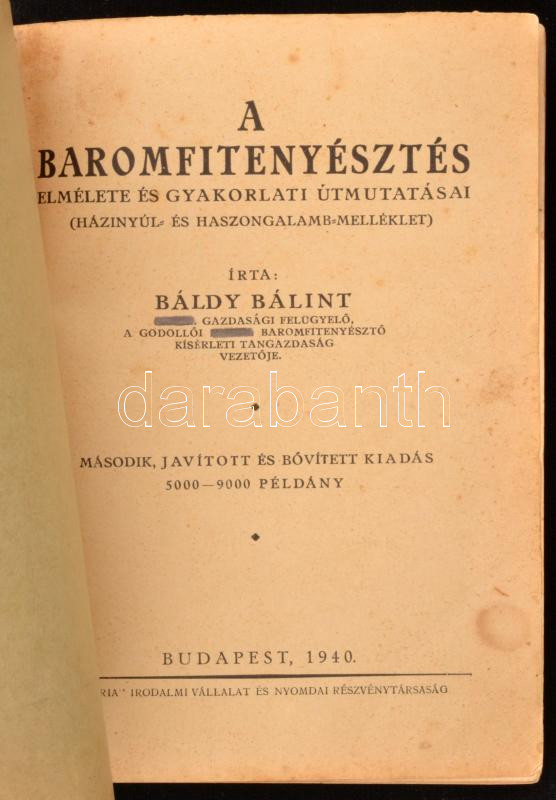 A
BAROMFITENYÉSZTÉS
ELMÉLETE ÉS GYAKORLATI ÚTMUTATÁSAI
(HÁZINYÚL- ÉS HASZONGALAMB-MELLÉKLET)
ÍRTA:
BÁLDY BÁLINT
GAZDASÁGI FELÜGYELŐ,
A GÖDÖLLŐI BAROMFITENYÉSZTŐ
KÍSÉRLETI TANGAZDASÁG
VEZETŐJE.
darabanth
MÁSODIK, JAVÍTOTT ÉS BŐVÍTETT KIADÁS
5000—9000 PÉLDÁNY
BUDAPEST, 1940.
RIA" IRODALMI VÁLLALAT ÉS NYOMDAI RÉSZVÉNYTÁRSASÁG